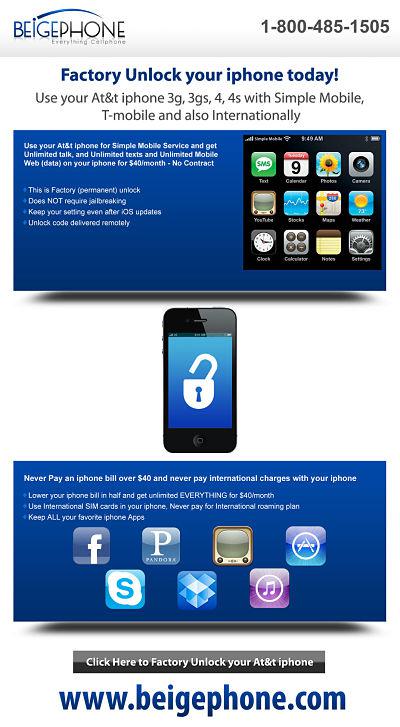 BEIGEPHONE
Everything Cellphone
1-800-485-1505
Factory Unlock your iphone today!
Use your At&t iphone 3g, 3gs, 4, 4s with Simple Mobile,
T-mobile and also Internationally
Use your At&t iphone for Simple Mobile Service and get
Unlimited talk, and Unlimited texts and Unlimited Mobile
Web (data) on your iphone for $40/month - No Contract
This is Factory (permanent) unlock
Does NOT require jailbreaking
Keep your setting even after iOS updates
Unlock code delivered remotely
Simple Mobile 9:49 AM
SMS Tuesday 9
Text Calendar Photos Camera
280 73°
YouTube Stocks Maps Weather
Clock Calculator Notes Settings
Never Pay an iphone bill over $40 and never pay international charges with your iphone
Lower your iphone bill in half and get unlimited EVERYTHING for $40/month
Use International SIM cards in your iphone, Never pay for International roaming plan
Keep ALL your favorite iphone Apps
f P
PANDORA
S
Click Here to Factory Unlock your At&t iphone
www.beigephone.com